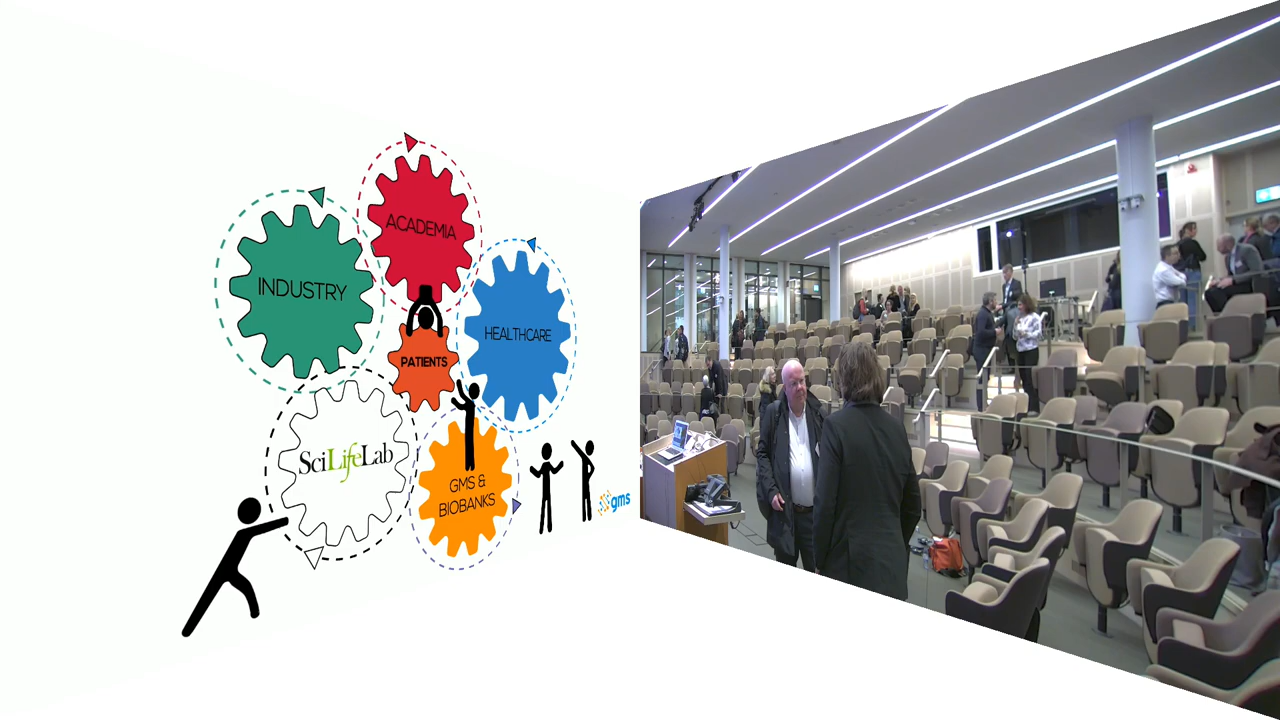 ACADEMIA
INDUSTRY
HEALTHCARE
PATIENTS
SciLifeLab
GMS &
BIOBANKS
gms